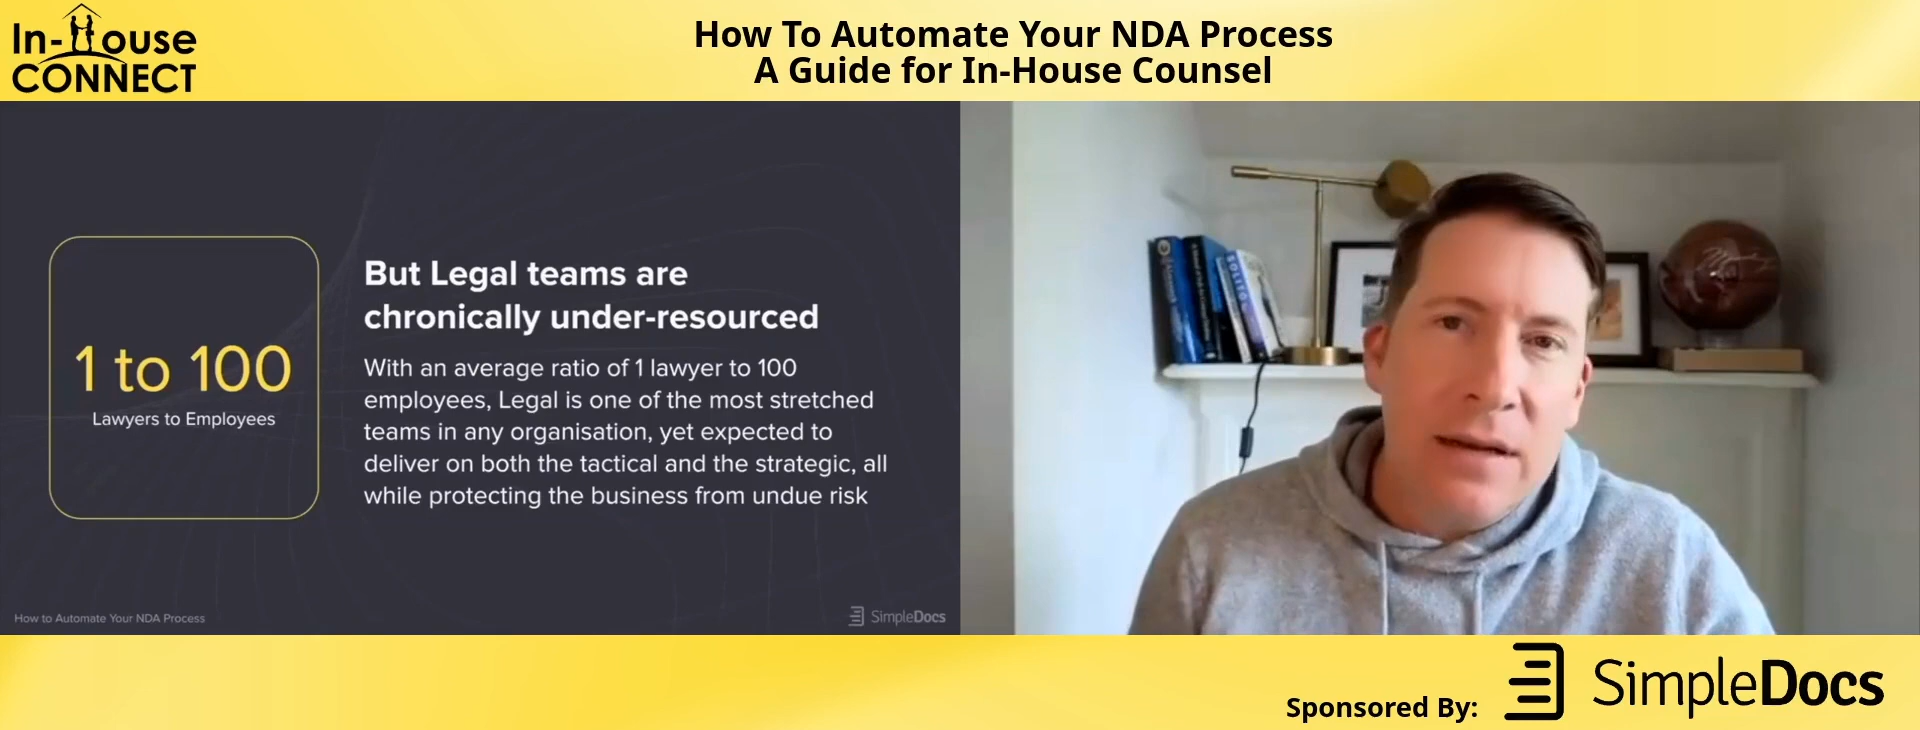 In-House
CONNECT
How To Automate Your NDA Process
A Guide for In-House Counsel
1 to 100
Lawyers to Employees
But Legal teams are
chronically under-resourced
With an average ratio of 1 lawyer to 100
employees, Legal is one of the most stretched
teams in any organisation, yet expected to
deliver on both the tactical and the strategic, all
while protecting the business from undue risk
How to Automate Your NDA Process
SimpleDocs
SOLITO
Sponsored By:
SimpleDocs